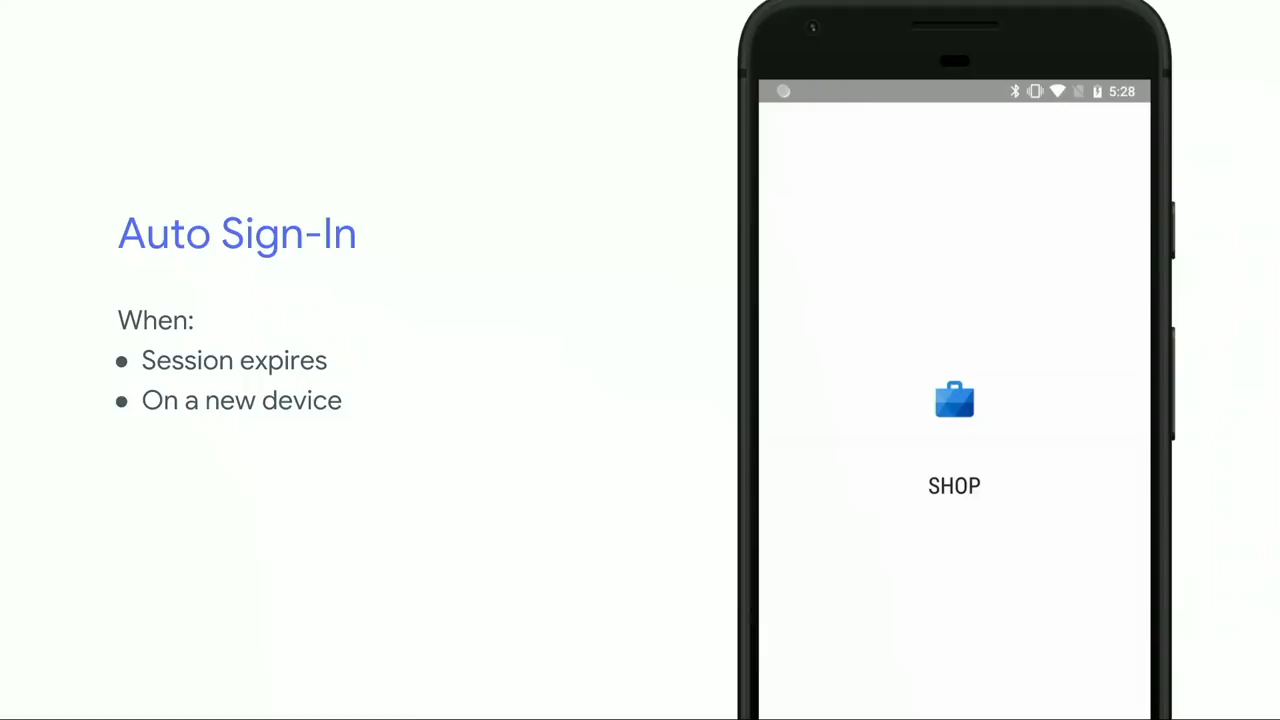 Auto Sign-In
When:
● Session expires
● On a new device
5:28
SHOP